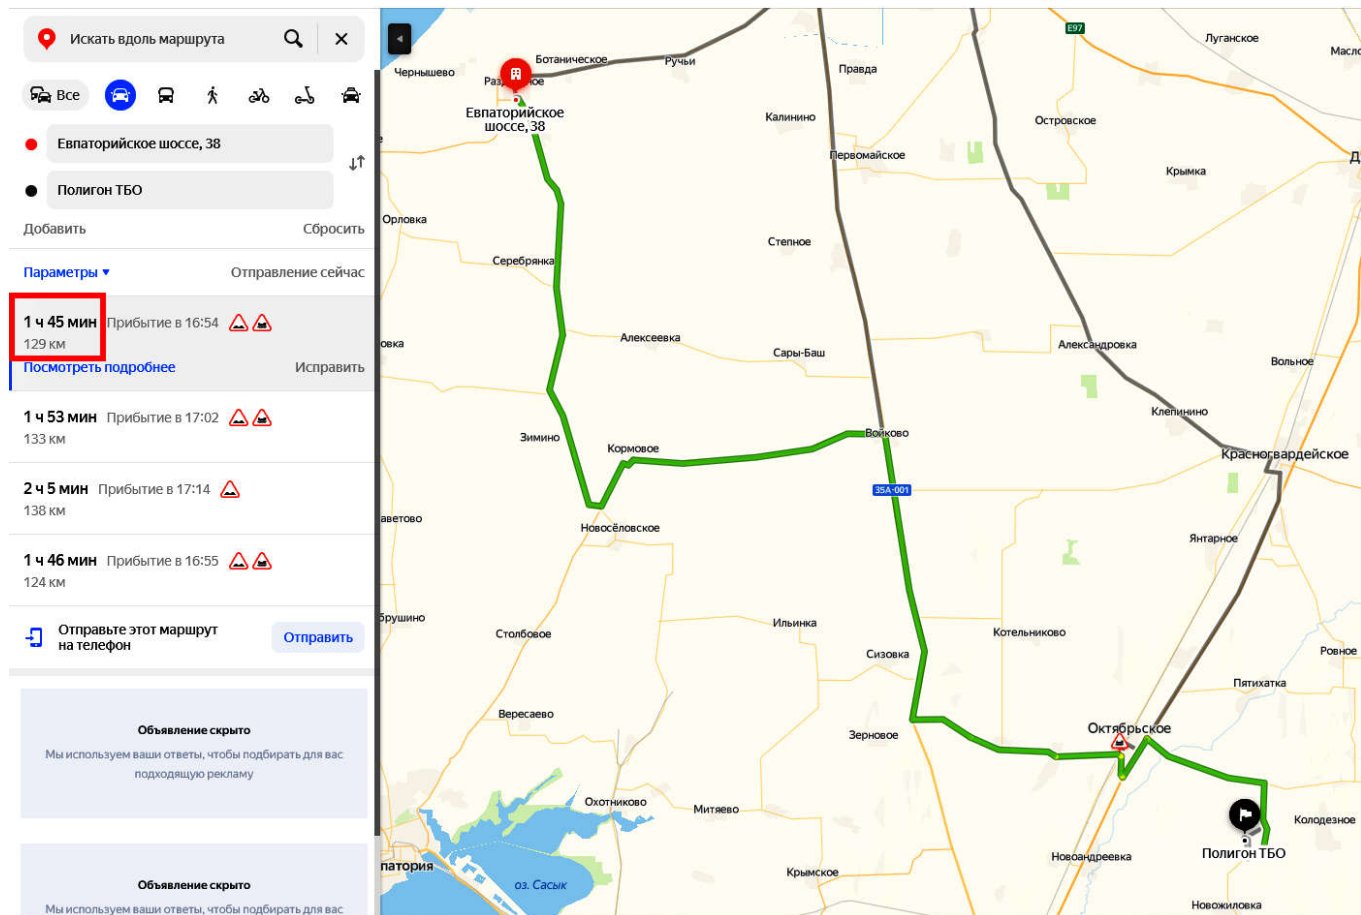 Искать вдоль маршрута
Все
Евпаторийское шоссе, 38
Полигон ТБО
Добавить
Сбросить
Параметры
Отправление сейчас
1 ч 45 мин Прибытие в 16:54
129 км
Посмотреть подробнее
Исправить
1 ч 53 мин Прибытие в 17:02
133 км
2 ч 5 мин Прибытие в 17:14
138 км
1 ч 46 мин Прибытие в 16:55
124 км
Отправьте этот маршрут
на телефон
Отправить
Объявление скрыто
Мы используем ваши ответы, чтобы подбирать для вас
подходящую рекламу
Объявление скрыто
Мы используем ваши ответы, чтобы подбирать для вас
E97
Луганское
Масло
Ботаническое
Ручьи
Чернышево
Правда
Евпаторийское
шоссе, 38
Калинино
Островское
Первомайское
Крымка
Орловка
Степное
Серебрянка
Алексеевка
Сары-Баш
Александровка
Вольное
овка
Клепинино
Зимино
Кормовое
Войково
Красногвардейское
35А-001
аветово
Новосёловское
Янтарное
брушино
Столбовое
Ильинка
Котельниково
Сизовка
Ровное
Пятихатка
Вересаево
Зерновое
Октябрьское
Охотниково
Митяево
Колодезное
Полигон ТБО
Новоандреевка
патория
оз. Сасык
Крымское
Новожиловка